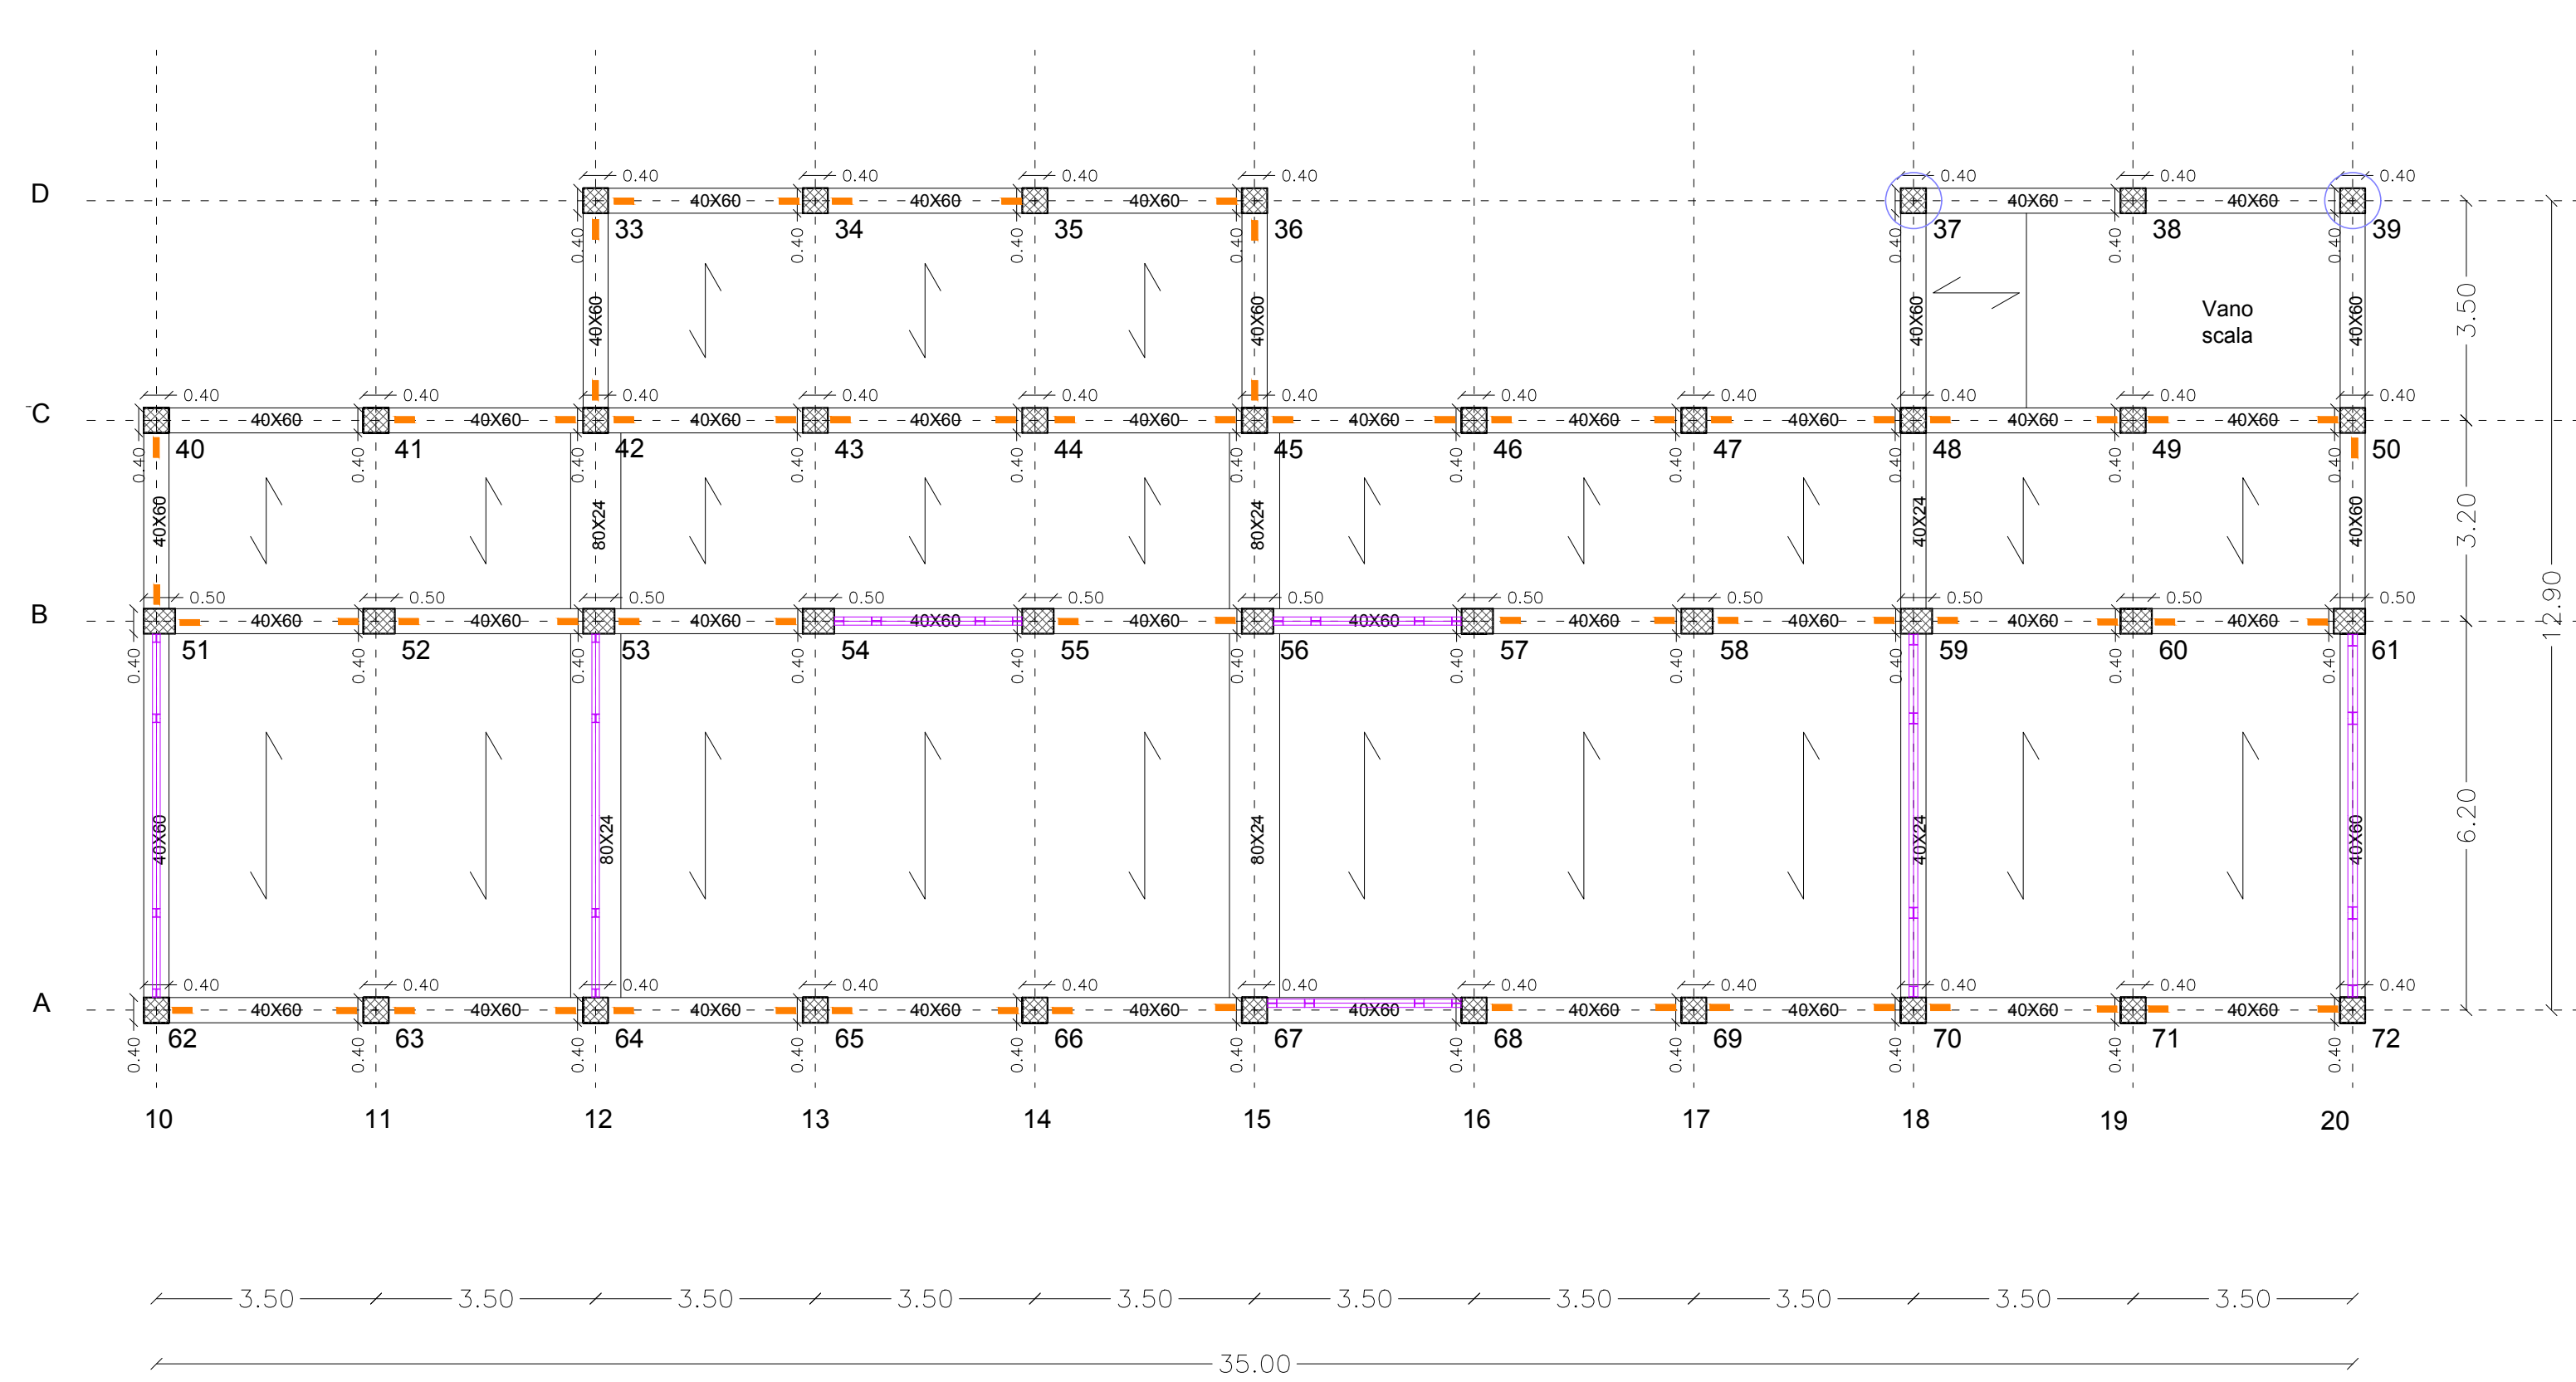 0.40 0.40 0.40 0.40 0.40 0.40 0.40
D 40X60 40X60 40X60 40X60 40X60
33 34 35 36 37 38 39
0.40 0.40 0.40 0.40 0.40 0.40 0.40
40X60 40X60 40X60 Vano 40X60 3.50
scala
0.40 0.40 0.40 0.40 0.40 0.40 0.40 0.40 0.40 0.40 0.40
C 40X60 40X60 40X60 40X60 40X60 40X60 40X60 40X60 40X60 40X60
40 41 42 43 44 45 46 47 48 49 50
0.40 0.40 0.40 0.40 0.40 0.40 0.40 0.40 0.40 0.40 0.40
40X60 80X24 80X24 40X24 40X60 3.20
0.50 0.50 0.50 0.50 0.50 0.50 0.50 0.50 0.50 0.50 0.50
12.90
B 40X60 40X60 40X60 40X60 40X60 40X60 40X60 40X60 40X60 40X60
51 52 53 54 55 56 57 58 59 60 61
0.40 0.40 0.40 0.40 0.40 0.40 0.40 0.40 0.40 0.40 0.40
40X60 80X24 80X24 40X24 40X60 6.20
0.40 0.40 0.40 0.40 0.40 0.40 0.40 0.40 0.40 0.40 0.40
A 40X60 40X60 40X60 40X60 40X60 40X60 40X60 40X60 40X60 40X60
62 63 64 65 66 67 68 69 70 71 72
0.40 0.40 0.40 0.40 0.40 0.40 0.40 0.40 0.40 0.40 0.40
10 11 12 13 14 15 16 17 18 19 20
3.50 3.50 3.50 3.50 3.50 3.50 3.50 3.50 3.50 3.50
35.00